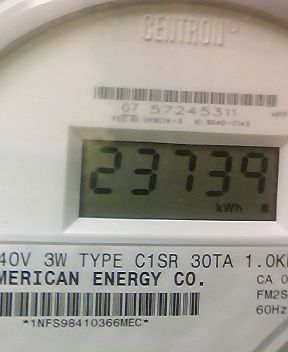 CENTRON®
07 57245311
23739
kWh
40V 3W TYPE C1SR 30TA 1.0K
MERICAN ENERGY CO.
CA 0
FM2S
60Hz
*1NFS98410366MEC*